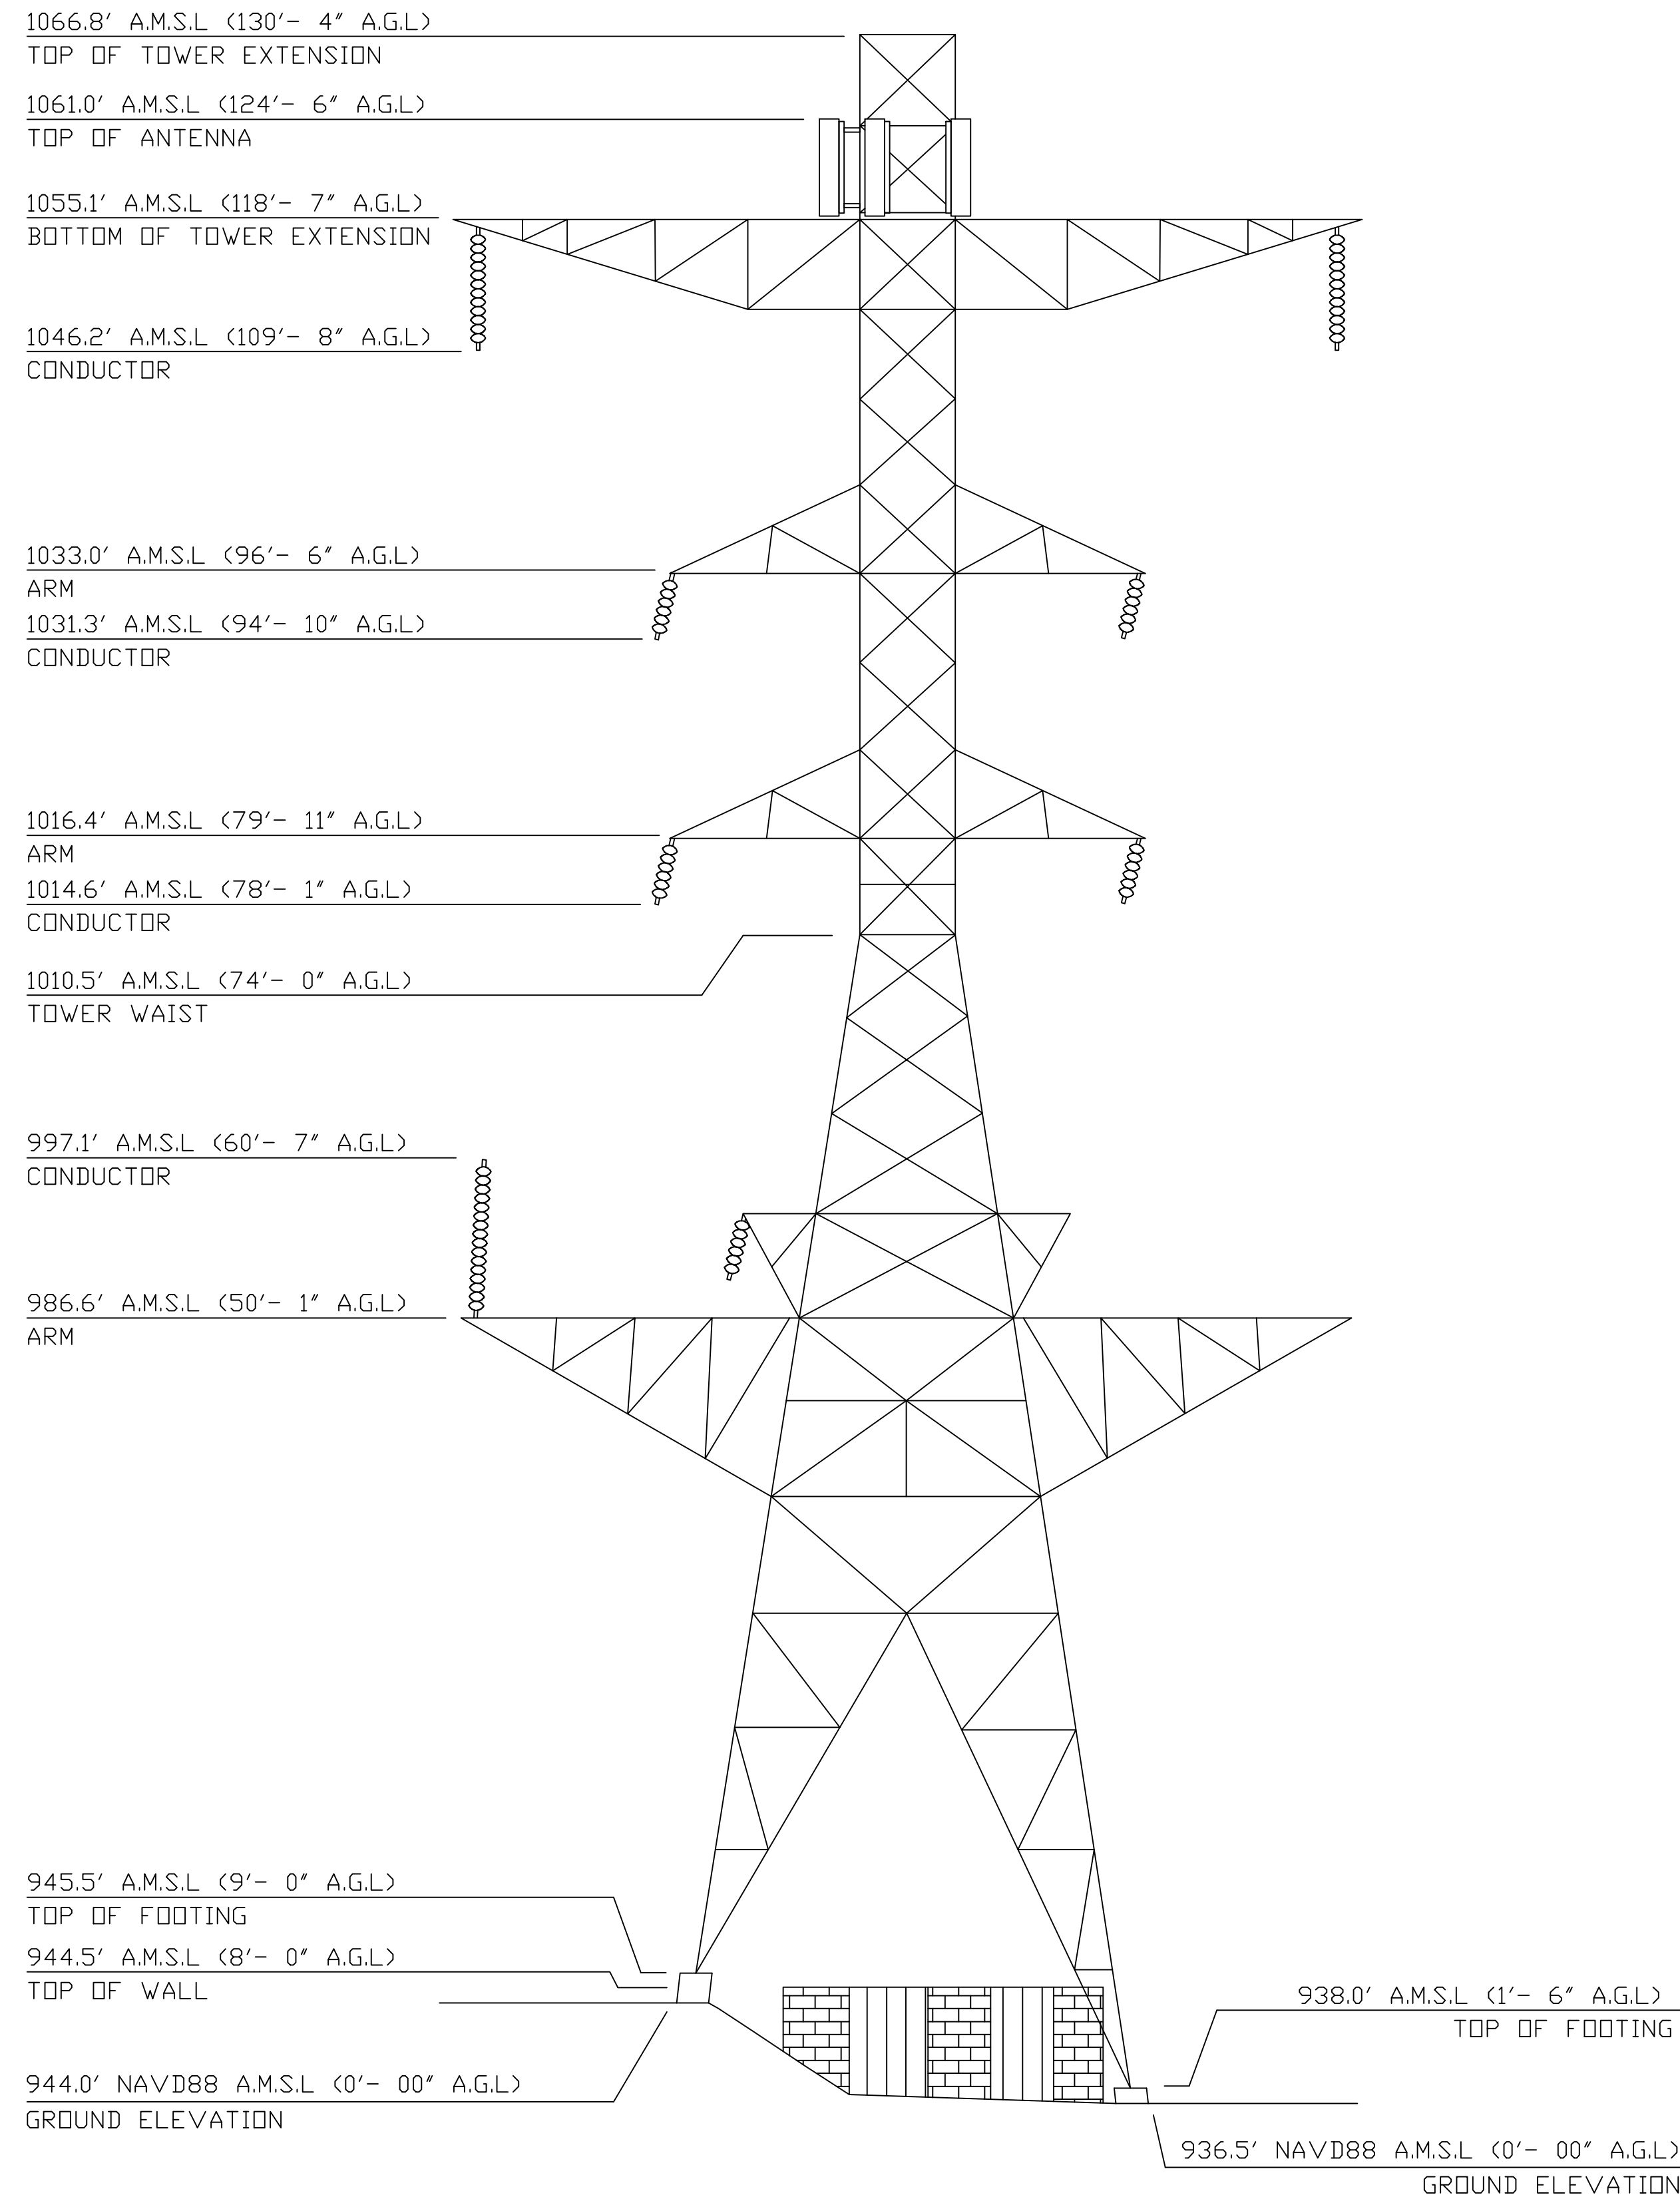 1066.8' A.M.S.L (130'- 4" A.G.L)
TOP OF TOWER EXTENSION
1061.0' A.M.S.L (124'- 6" A.G.L)
TOP OF ANTENNA
1055.1' A.M.S.L (118'- 7" A.G.L)
BOTTOM OF TOWER EXTENSION
1046.2' A.M.S.L (109'- 8" A.G.L)
CONDUCTOR
1033.0' A.M.S.L (96'- 6" A.G.L)
ARM
1031.3' A.M.S.L (94'- 10" A.G.L)
CONDUCTOR
1016.4' A.M.S.L (79'- 11" A.G.L)
ARM
1014.6' A.M.S.L (78'- 1" A.G.L)
CONDUCTOR
1010.5' A.M.S.L (74'- 0" A.G.L)
TOWER WAIST
997.1' A.M.S.L (60'- 7" A.G.L)
CONDUCTOR
986.6' A.M.S.L (50'- 1" A.G.L)
ARM
945.5' A.M.S.L (9'- 0" A.G.L)
TOP OF FOOTING
944.5' A.M.S.L (8'- 0" A.G.L)
TOP OF WALL
944.0' NAVD88 A.M.S.L (0'- 00" A.G.L)
GROUND ELEVATION
938.0' A.M.S.L (1'- 6" A.G.L)
TOP OF FOOTING
936.5' NAVD88 A.M.S.L (0'- 00" A.G.L)
GROUND ELEVATION